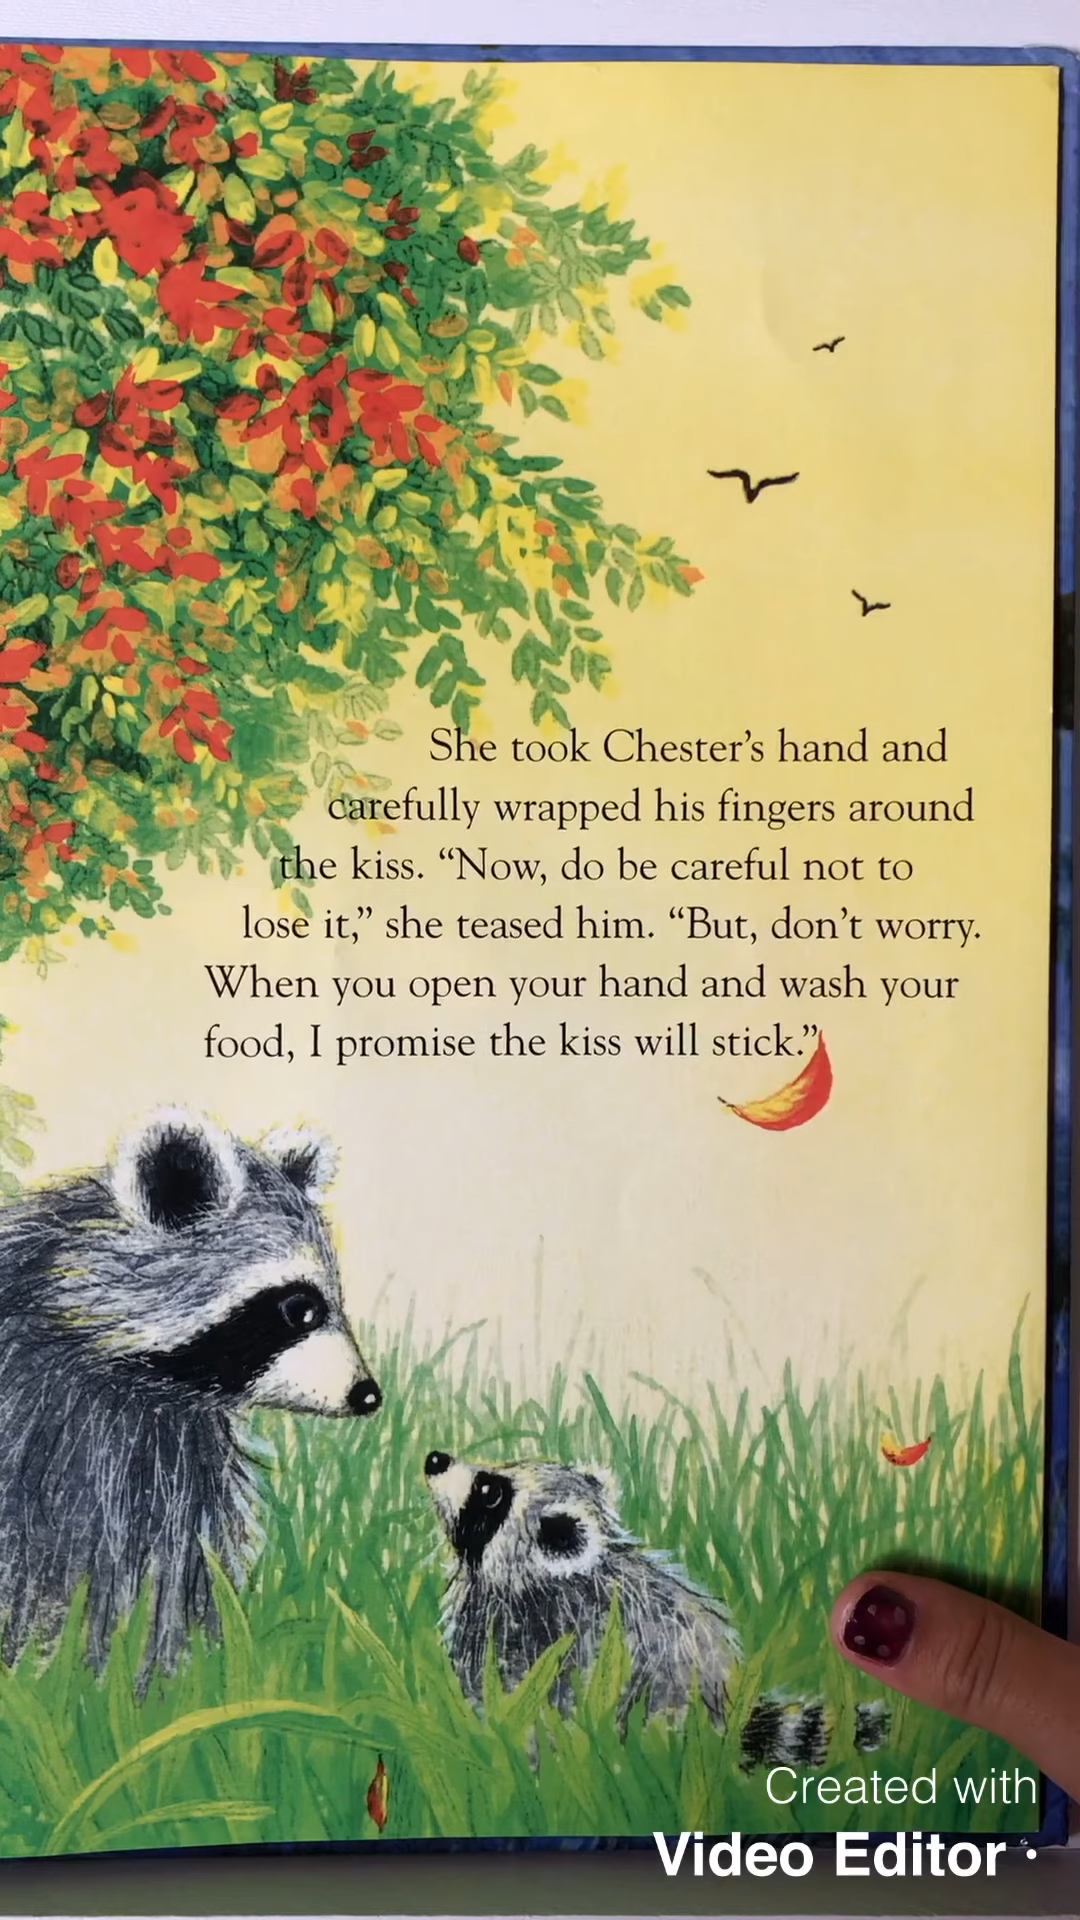 She took Chester's hand and
carefully wrapped his fingers around
the kiss. “Now, do be careful not to
lose it,” she teased him. “But, don't worry.
When you open your hand and wash your
food, I promise the kiss will stick.”
Created with
Video Editor